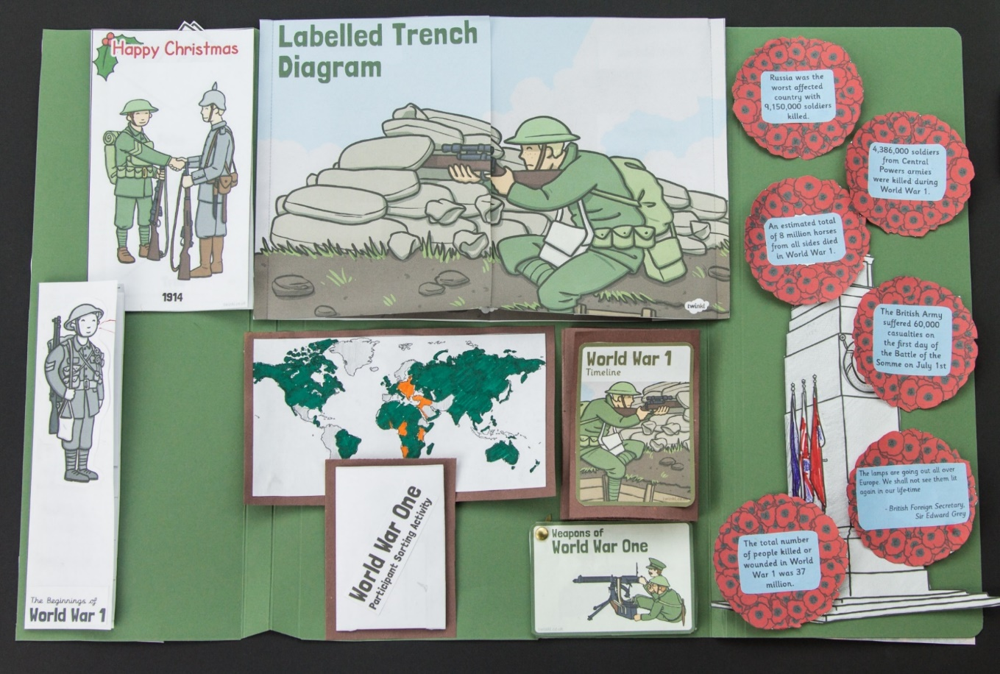 Happy Christmas
1914
Labelled Trench
Diagram
twinkl
Russia was the
worst affected
country with
9,150,000 soldiers
killed.
4,386,000 soldiers
from Central
Powers armies
were killed during
World War 1.
An estimated total
of 8 million horses
from all sides died
in World War 1.
The British Army
suffered 60,000
casualties on
the first day of
the Battle of the
Somme on July 1st
The lamps are going out all over
Europe. We shall not see them lit
again in our life-time
- British Foreign Secretary,
Sir Edward Grey
The total number
of people killed or
wounded in World
War 1 was 37
million.
World War 1
Timeline
World War One
Participant Sorting Activity
Weapons of
World War One
The Beginnings of
World War 1